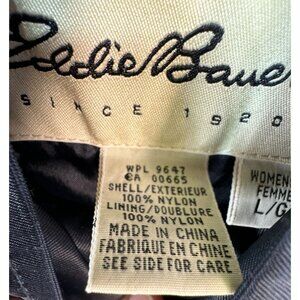 Eddie Bauer
SINCE 1920
WPL 9647
CA 00665
SHELL/EXTERIEUR
100% NYLON
LINING/DOUBLURE
100% NYLON
MADE IN CHINA
FABRIQUE EN CHINE
SEE SIDE FOR CARE
WOMEN
FEMME
L/G